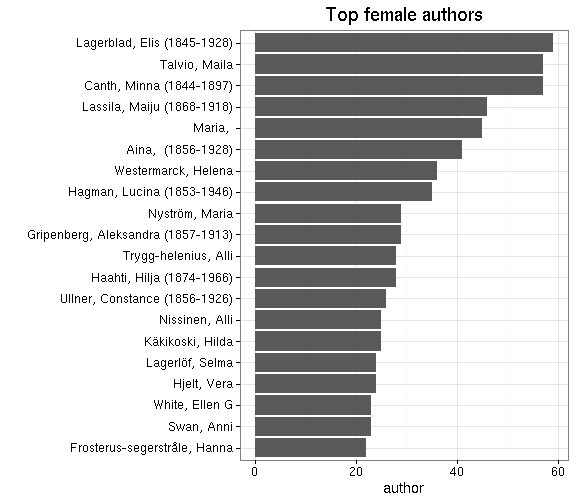 Top female authors
Lagerblad, Elis (1845-1928)
Talvio, Maila
Canth, Minna (1844-1897)
Lassila, Maiju (1868-1918)
Maria,
Aina,  (1856-1928)
Westermarck, Helena
Hagman, Lucina (1853-1946)
Nyström, Maria
Gripenberg, Aleksandra (1857-1913)
Trygg-helenius, Alli
Haahti, Hilja (1874-1966)
Ullner, Constance (1856-1926)
Nissinen, Alli
Käkikoski, Hilda
Lagerlöf, Selma
Hjelt, Vera
White, Ellen G
Swan, Anni
Frosterus-segerstråle, Hanna
0 20 40 60
author